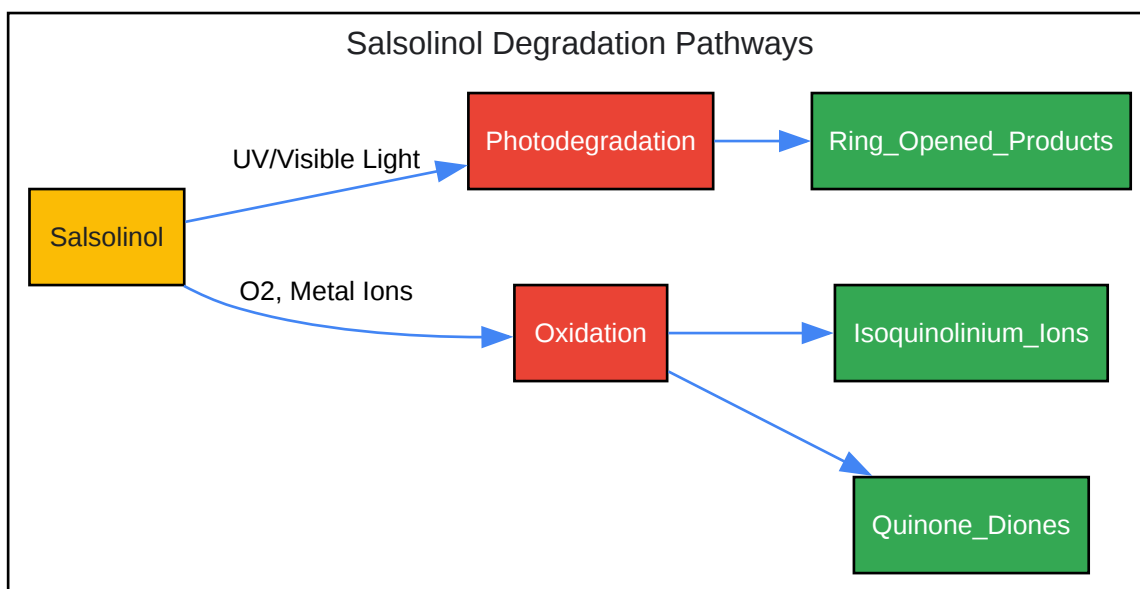 Salsolinol Degradation Pathways
Photodegradation
Ring_Opened_Products
UV/Visible Light
Salsolinol
O2, Metal Ions
Oxidation
Isoquinolinium_Ions
Quinone_Diones